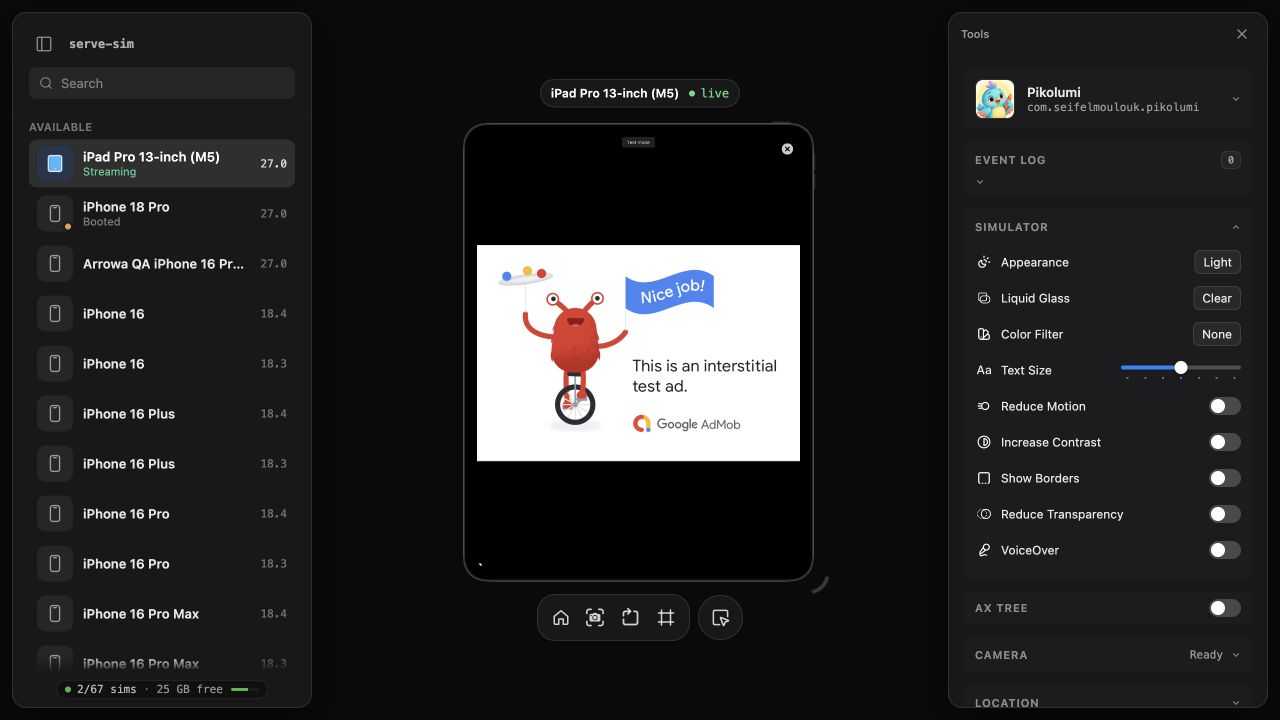 serve-sim
Search
AVAILABLE
iPad Pro 13-inch (M5)
Streaming
27.0
iPhone 18 Pro
Booted
27.0
Arrowa QA iPhone 16 Pr...
27.0
iPhone 16
18.4
iPhone 16
18.3
iPhone 16 Plus
18.4
iPhone 16 Plus
18.3
iPhone 16 Pro
18.4
iPhone 16 Pro
18.3
iPhone 16 Pro Max
18.4
iPhone 16 Pro Max
18.3
2/67 sims · 25 GB free
iPad Pro 13-inch (M5) live
Test mode
Nice job!
This is an interstitial
test ad.
Google AdMob
Tools
Pikolumi
com.seifelmoulouk.pikolumi
EVENT LOG
0
SIMULATOR
Appearance
Light
Liquid Glass
Clear
Color Filter
None
Aa Text Size
Reduce Motion
Increase Contrast
Show Borders
Reduce Transparency
VoiceOver
AX TREE
CAMERA
Ready
LOCATION